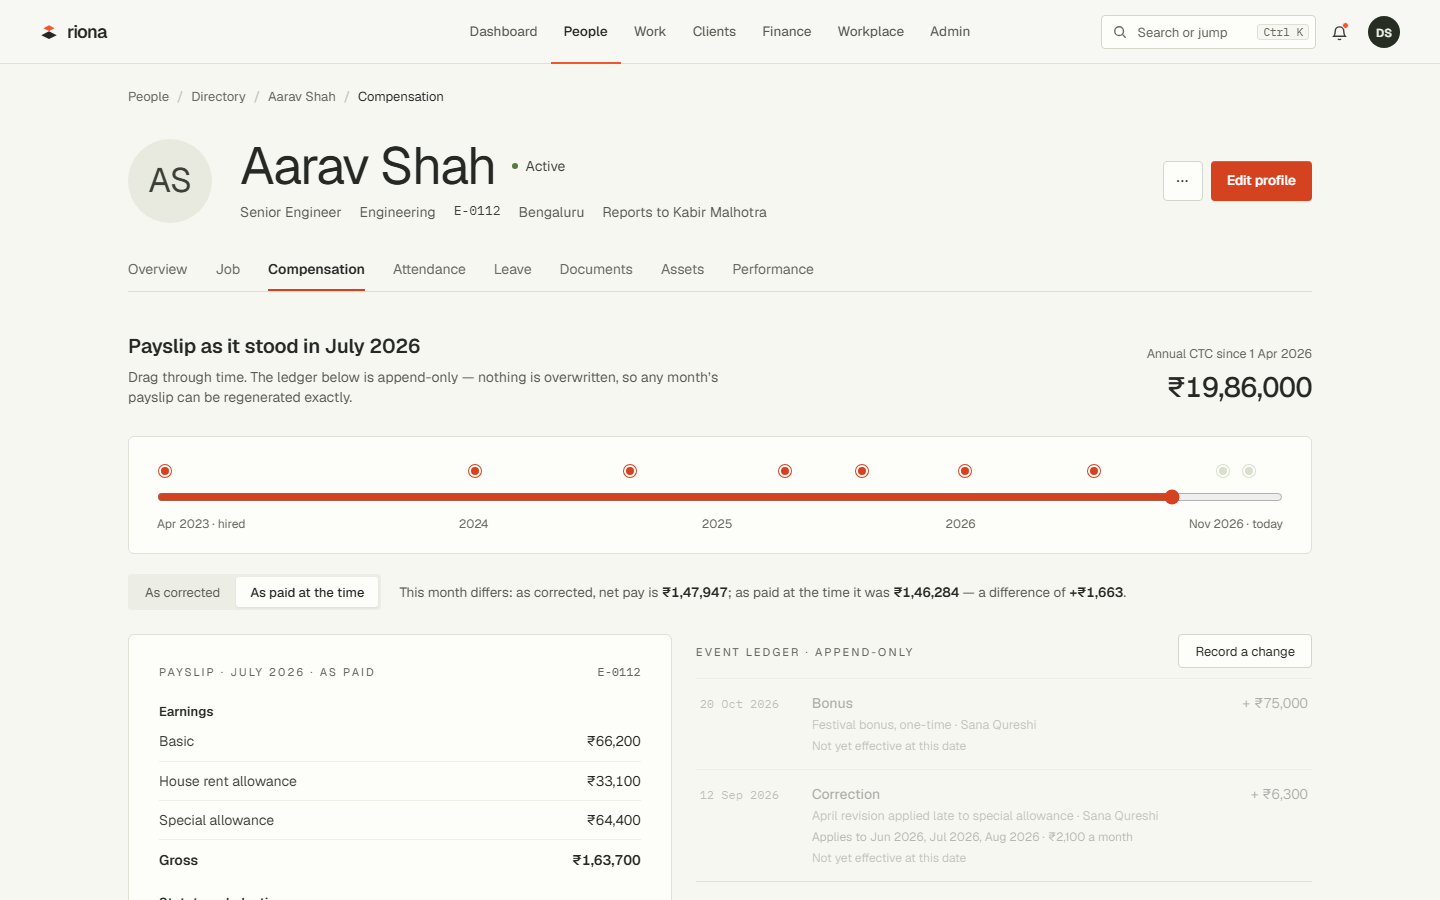 riona
Dashboard People Work Clients Finance Workplace Admin
Search or jump Ctrl K
DS
People / Directory / Aarav Shah / Compensation
AS
Aarav Shah
Active
Senior Engineer Engineering E-0112 Bengaluru Reports to Kabir Malhotra
...
Edit profile
Overview Job Compensation Attendance Leave Documents Assets Performance
Payslip as it stood in July 2026
Drag through time. The ledger below is append-only — nothing is overwritten, so any month's
payslip can be regenerated exactly.
Annual CTC since 1 Apr 2026
₹19,86,000
Apr 2023 · hired 2024 2025 2026 Nov 2026 · today
As corrected As paid at the time
This month differs: as corrected, net pay is ₹1,47,947; as paid at the time it was ₹1,46,284 — a difference of +₹1,663.
PAYSLIP · JULY 2026 · AS PAID E-0112
Earnings
Basic ₹66,200
House rent allowance ₹33,100
Special allowance ₹64,400
Gross ₹1,63,700
EVENT LEDGER · APPEND-ONLY
Record a change
20 Oct 2026 Bonus + ₹75,000
Festival bonus, one-time · Sana Qureshi
Not yet effective at this date
12 Sep 2026 Correction + ₹6,300
April revision applied late to special allowance · Sana Qureshi
Applies to Jun 2026, Jul 2026, Aug 2026 · ₹2,100 a month
Not yet effective at this date